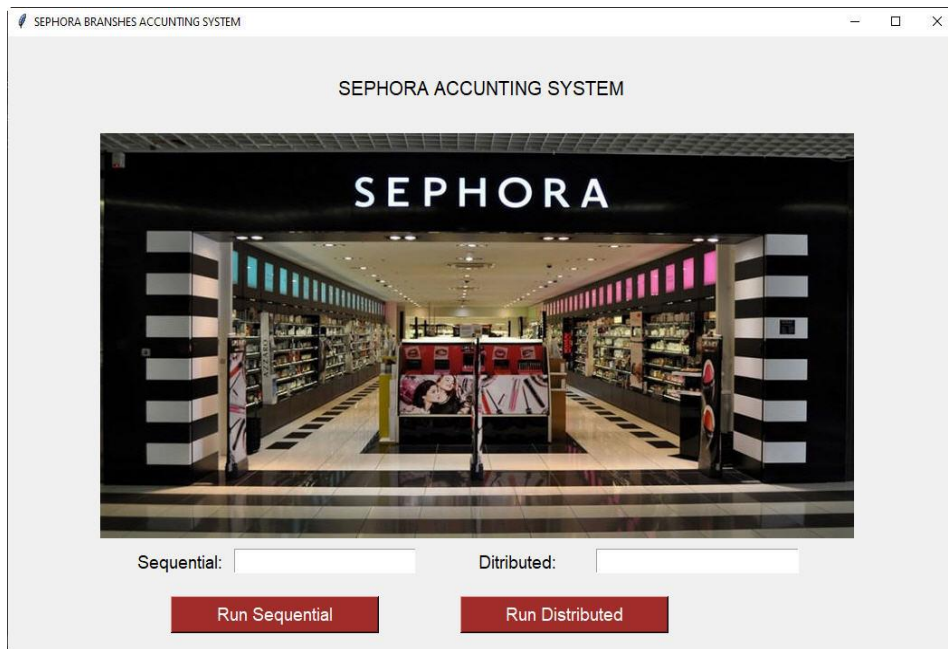 SEPHORA BRANSHES ACCUNTING SYSTEM
SEPHORA ACCUNTING SYSTEM
SEPHORA
Sequential:
Ditributed:
Run Sequential
Run Distributed